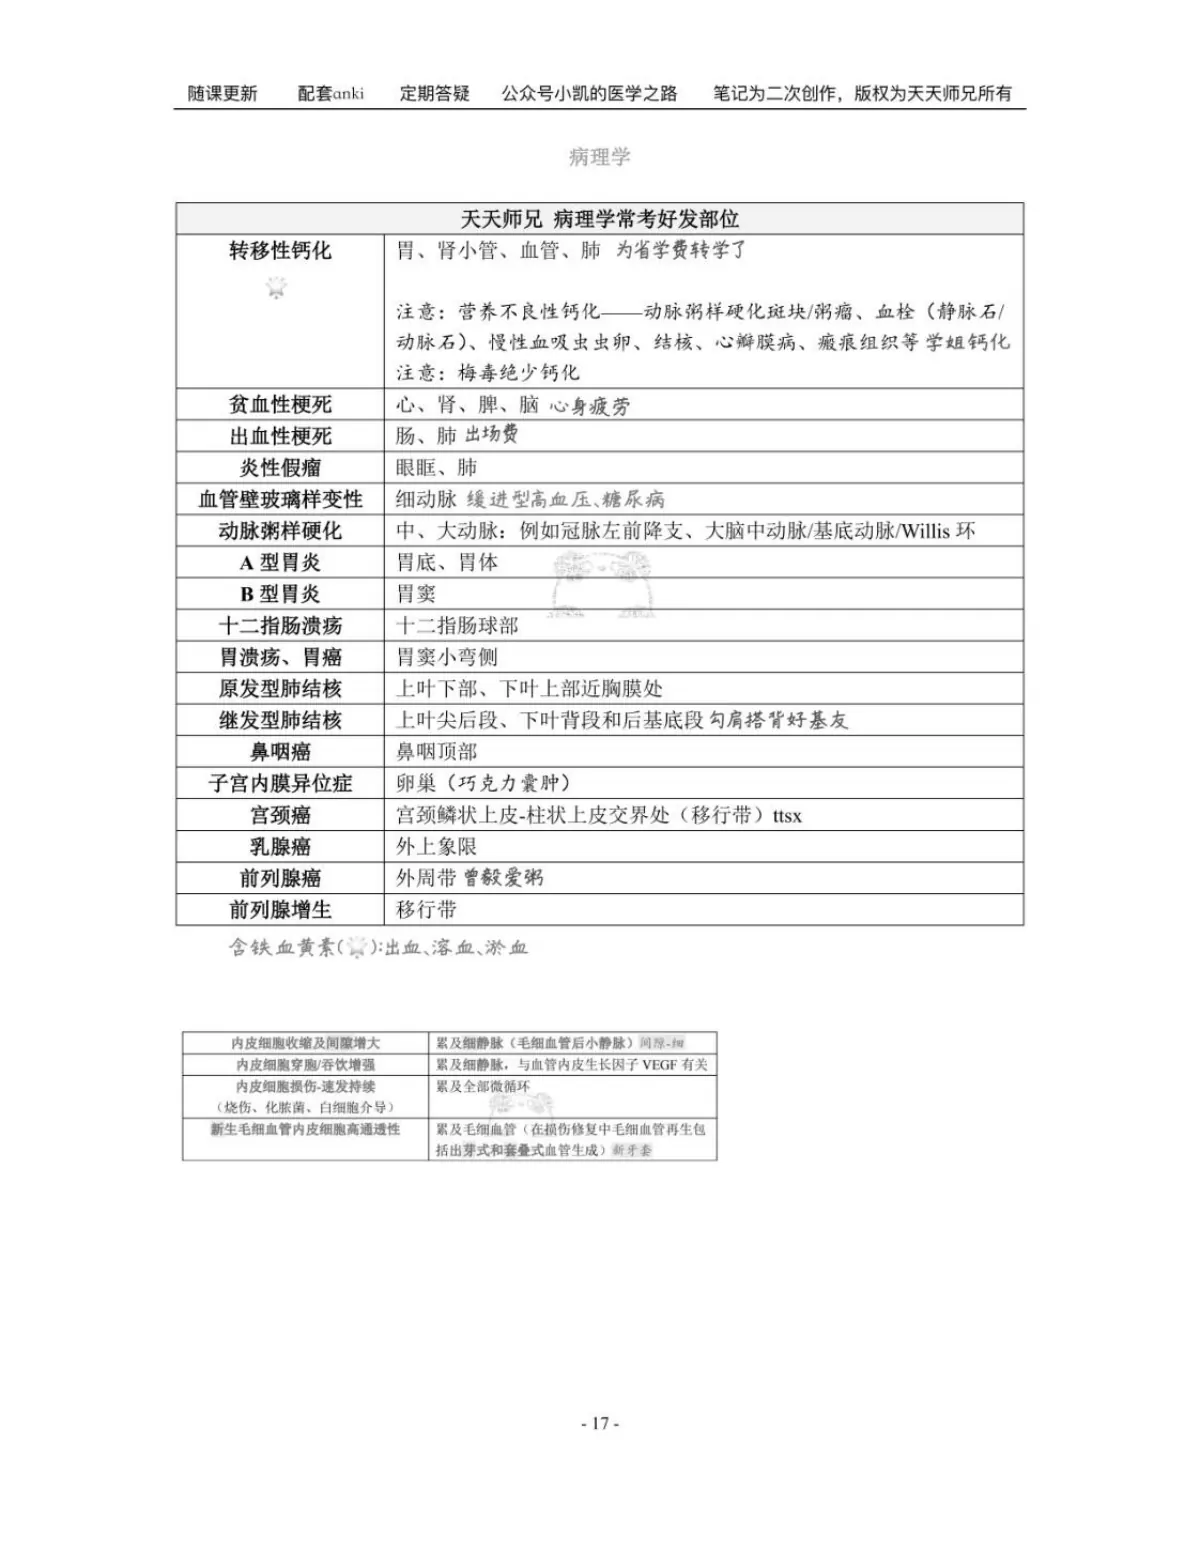 随课更新 配套anki 定期答疑 公众号小凯的医学之路 笔记为二次创作，版权为天天师兄所有
病理学
天天师兄 病理学常考好发部位
转移性钙化 胃、肾小管、血管、肺 为省学费转学了
注意：营养不良性钙化——动脉粥样硬化斑块/粥瘤、血栓（静脉石/
动脉石）、慢性血吸虫虫卵、结核、心瓣膜病、瘢痕组织等 学姐钙化
注意：梅毒绝少钙化
贫血性梗死 心、肾、脾、脑 心身疲劳
出血性梗死 肠、肺 出场费
炎性假瘤 眼眶、肺
血管壁玻璃样变性 细动脉 缓进型高血压、糖尿病
动脉粥样硬化 中、大动脉：例如冠脉左前降支、大脑中动脉/基底动脉/Willis 环
A 型胃炎 胃底、胃体
B 型胃炎 胃窦
十二指肠溃疡 十二指肠球部
胃溃疡、胃癌 胃窦小弯侧
原发型肺结核 上叶下部、下叶上部近胸膜处
继发型肺结核 上叶尖后段、下叶背段和后基底段 勾肩搭背好基友
鼻咽癌 鼻咽顶部
子宫内膜异位症 卵巢（巧克力囊肿）
宫颈癌 宫颈鳞状上皮-柱状上皮交界处（移行带）ttsx
乳腺癌 外上象限
前列腺癌 外周带 曾毅爱粥
前列腺增生 移行带
含铁血黄素( ):出血、溶血、淤血
内皮细胞收缩及间隙增大 累及细静脉（毛细血管后小静脉）间隙-细
内皮细胞穿胞/吞饮增强 累及细静脉，与血管内皮生长因子 VEGF 有关
内皮细胞损伤-速发持续 累及全部微循环
（烧伤、化脓菌、白细胞介导）
新生毛细血管内皮细胞高通透性 累及毛细血管（在损伤修复中毛细血管再生包
括出芽式和套叠式血管生成）新牙套
- 17 -